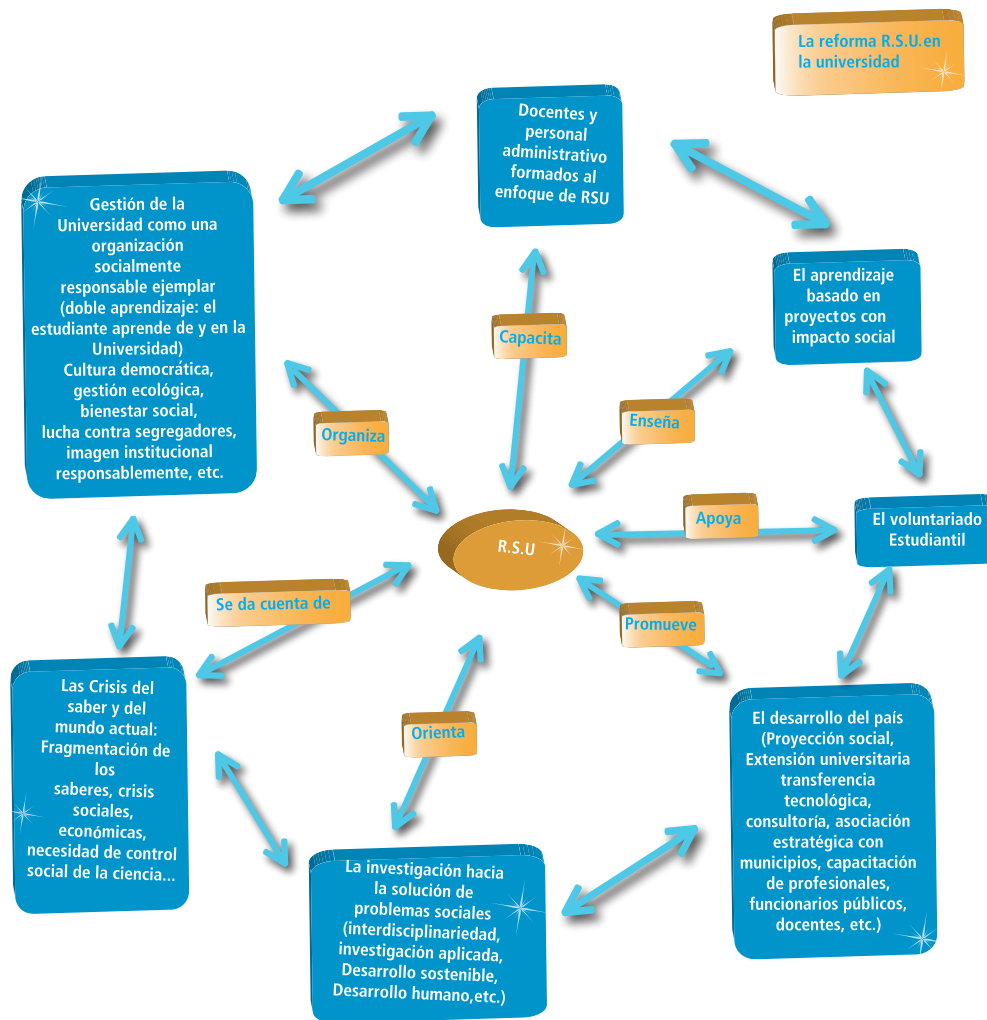 La reforma R.S.U. en
la universidad
Docentes y
personal
administrativo
formados al
enfoque de RSU
Gestión de la
Universidad como una
organización
socialmente
responsable ejemplar
(doble aprendizaje: el
estudiante aprende de y en la
Universidad)
Cultura democrática,
gestión ecológica,
bienestar social,
lucha contra segregadores,
imagen institucional
responsablemente, etc.
El aprendizaje
basado en
proyectos con
impacto social
Capacita
Organiza
Enseña
Apoya
El voluntariado
Estudiantil
R.S.U
Se da cuenta de
Promueve
Orienta
Las Crisis del
saber y del
mundo actual:
Fragmentación de
los
saberes, crisis
sociales,
económicas,
necesidad de control
social de la ciencia...
El desarrollo del país
(Proyección social,
Extensión universitaria
transferencia
tecnológica,
consultoría, asociación
estratégica con
municipios, capacitación
de profesionales,
funcionarios públicos,
docentes, etc.)
La investigación hacia
la solución de
problemas sociales
(interdisciplinariedad,
investigación aplicada,
Desarrollo sostenible,
Desarrollo humano,etc.)